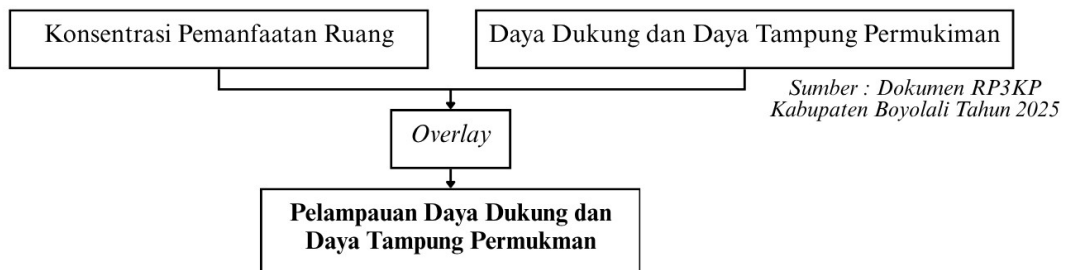 Konsentrasi Pemanfaatan Ruang
Daya Dukung dan Daya Tampung Permukiman
Sumber : Dokumen RP3KP
Kabupaten Boyolali Tahun 2025
Overlay
Pelampauan Daya Dukung dan
Daya Tampung Permukman